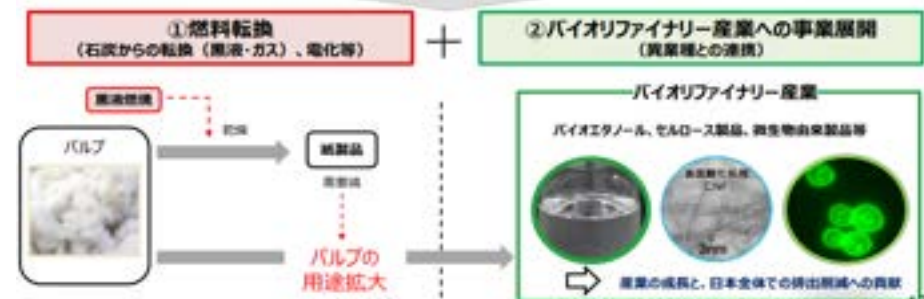 ①燃料転換
(石炭からの転換（黒液・ガス）、電化等)
＋
②バイオリファイナリー産業への事業展開
(異業種との連携)
黒液燃焼
パルプ
乾燥
紙製品
需要減
パルプの
用途拡大
バイオリファイナリー産業
バイオエタノール、セルロース製品、微生物由来製品等
CNF
産業の成長と、日本全体での排出削減への貢献